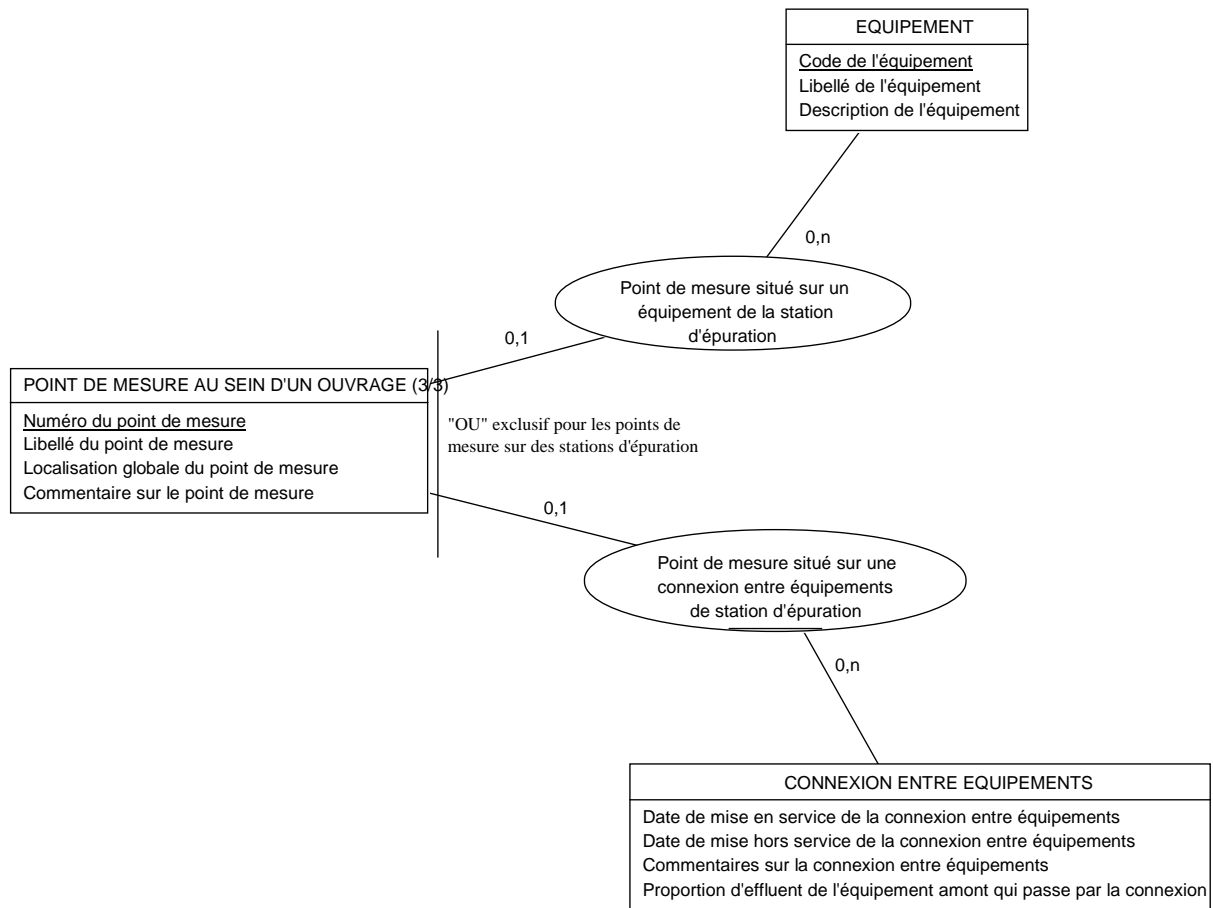 EQUIPEMENT
Code de l'équipement
Libellé de l'équipement
Description de l'équipement
0,n
Point de mesure situé sur un
équipement de la station
d'épuration
0,1
POINT DE MESURE AU SEIN D'UN OUVRAGE (3/3)
Numéro du point de mesure
Libellé du point de mesure
Localisation globale du point de mesure
Commentaire sur le point de mesure
"OU" exclusif pour les points de
mesure sur des stations d'épuration
0,1
Point de mesure situé sur une
connexion entre équipements
de station d'épuration
0,n
CONNEXION ENTRE EQUIPEMENTS
Date de mise en service de la connexion entre équipements
Date de mise hors service de la connexion entre équipements
Commentaires sur la connexion entre équipements
Proportion d'effluent de l'équipement amont qui passe par la connexion